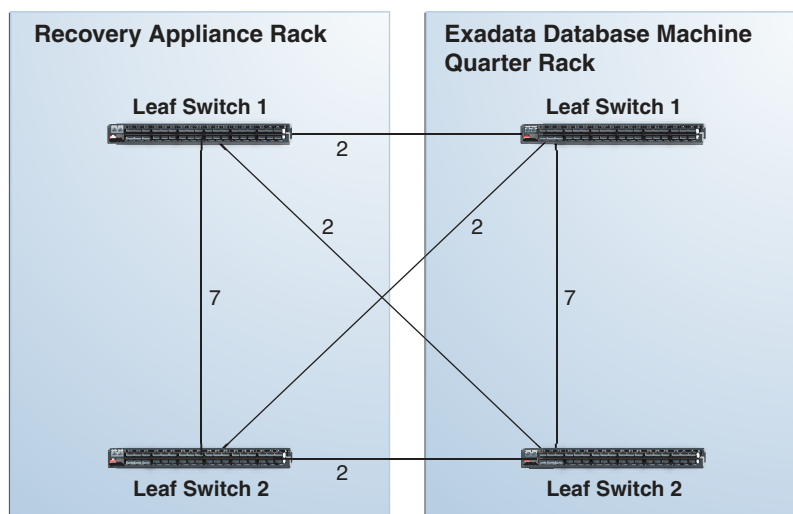 Recovery Appliance Rack
Exadata Database Machine
Quarter Rack
Leaf Switch 1
Leaf Switch 1
2
2
2
7
7
2
Leaf Switch 2
Leaf Switch 2